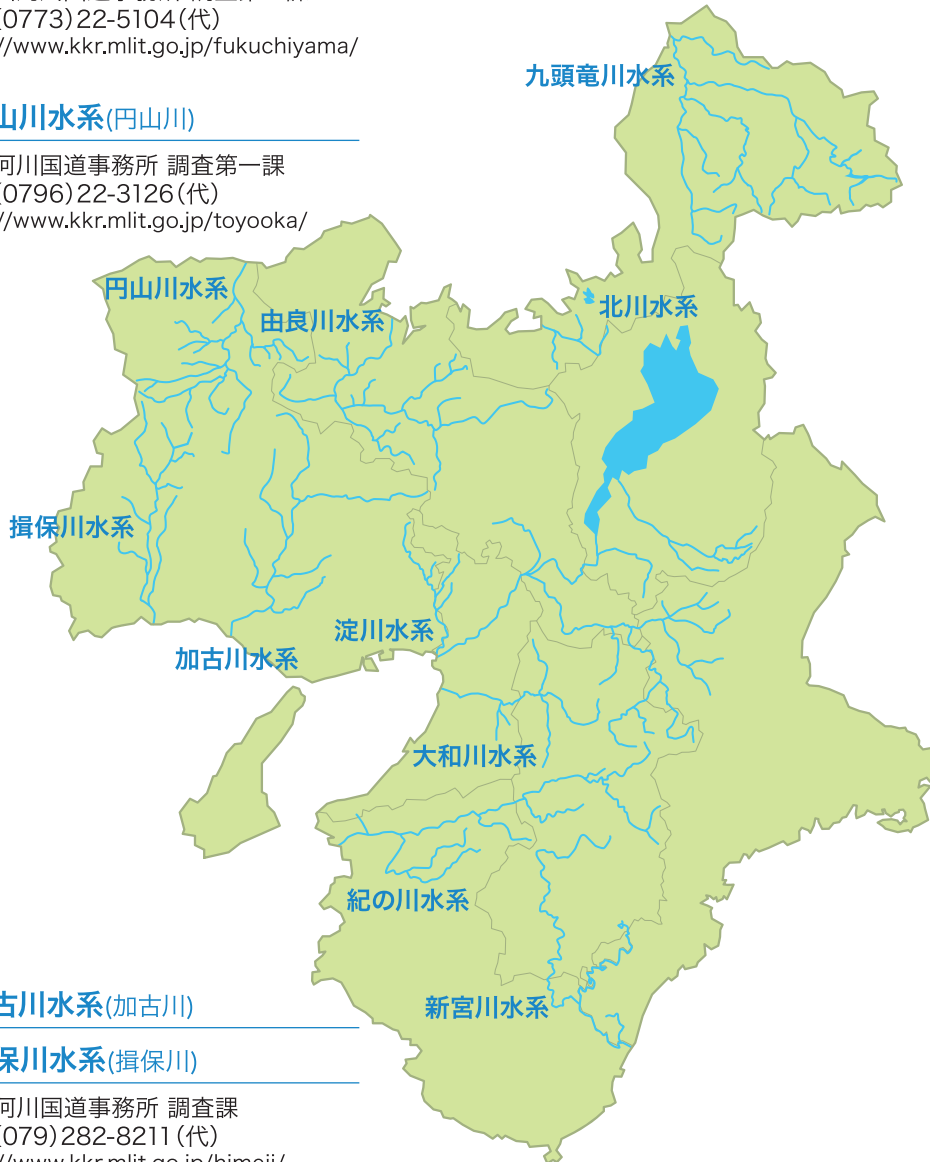 (0773)22-5104(代)
//www.kkr.mlit.go.jp/fukuchiyama/
山川水系(円山川)
河川国道事務所 調査第一課
(0796)22-3126(代)
//www.kkr.mlit.go.jp/toyooka/
九頭竜川水系
円山川水系
由良川水系
北川水系
揖保川水系
淀川水系
加古川水系
大和川水系
紀の川水系
新宮川水系
古川水系(加古川)
保川水系(揖保川)
河川国道事務所 調査課
(079)282-8211(代)
//www.kkr.mlit.go.jp/himeji/